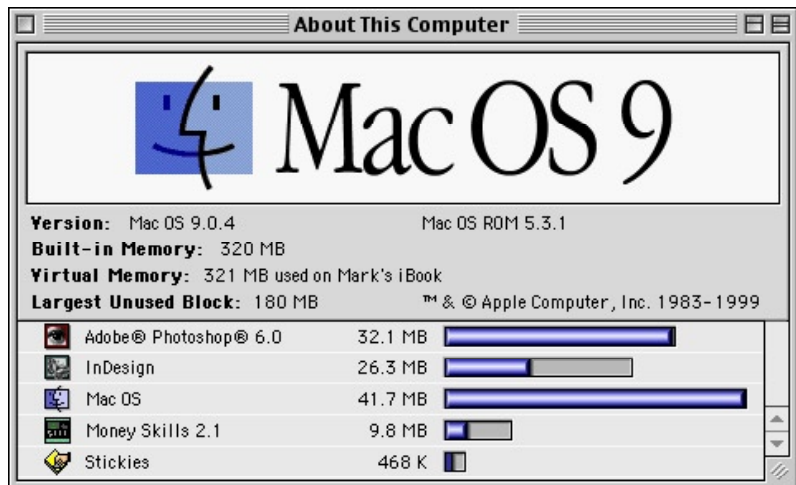 About This Computer
Mac OS 9
Version: Mac OS 9.0.4 Mac OS ROM 5.3.1
Built-in Memory: 320 MB
Virtual Memory: 321 MB used on Mark's iBook
Largest Unused Block: 180 MB ™ & © Apple Computer, Inc. 1983-1999
Adobe® Photoshop® 6.0 32.1 MB
InDesign 26.3 MB
Mac OS 41.7 MB
Money Skills 2.1 9.8 MB
Stickies 468 K